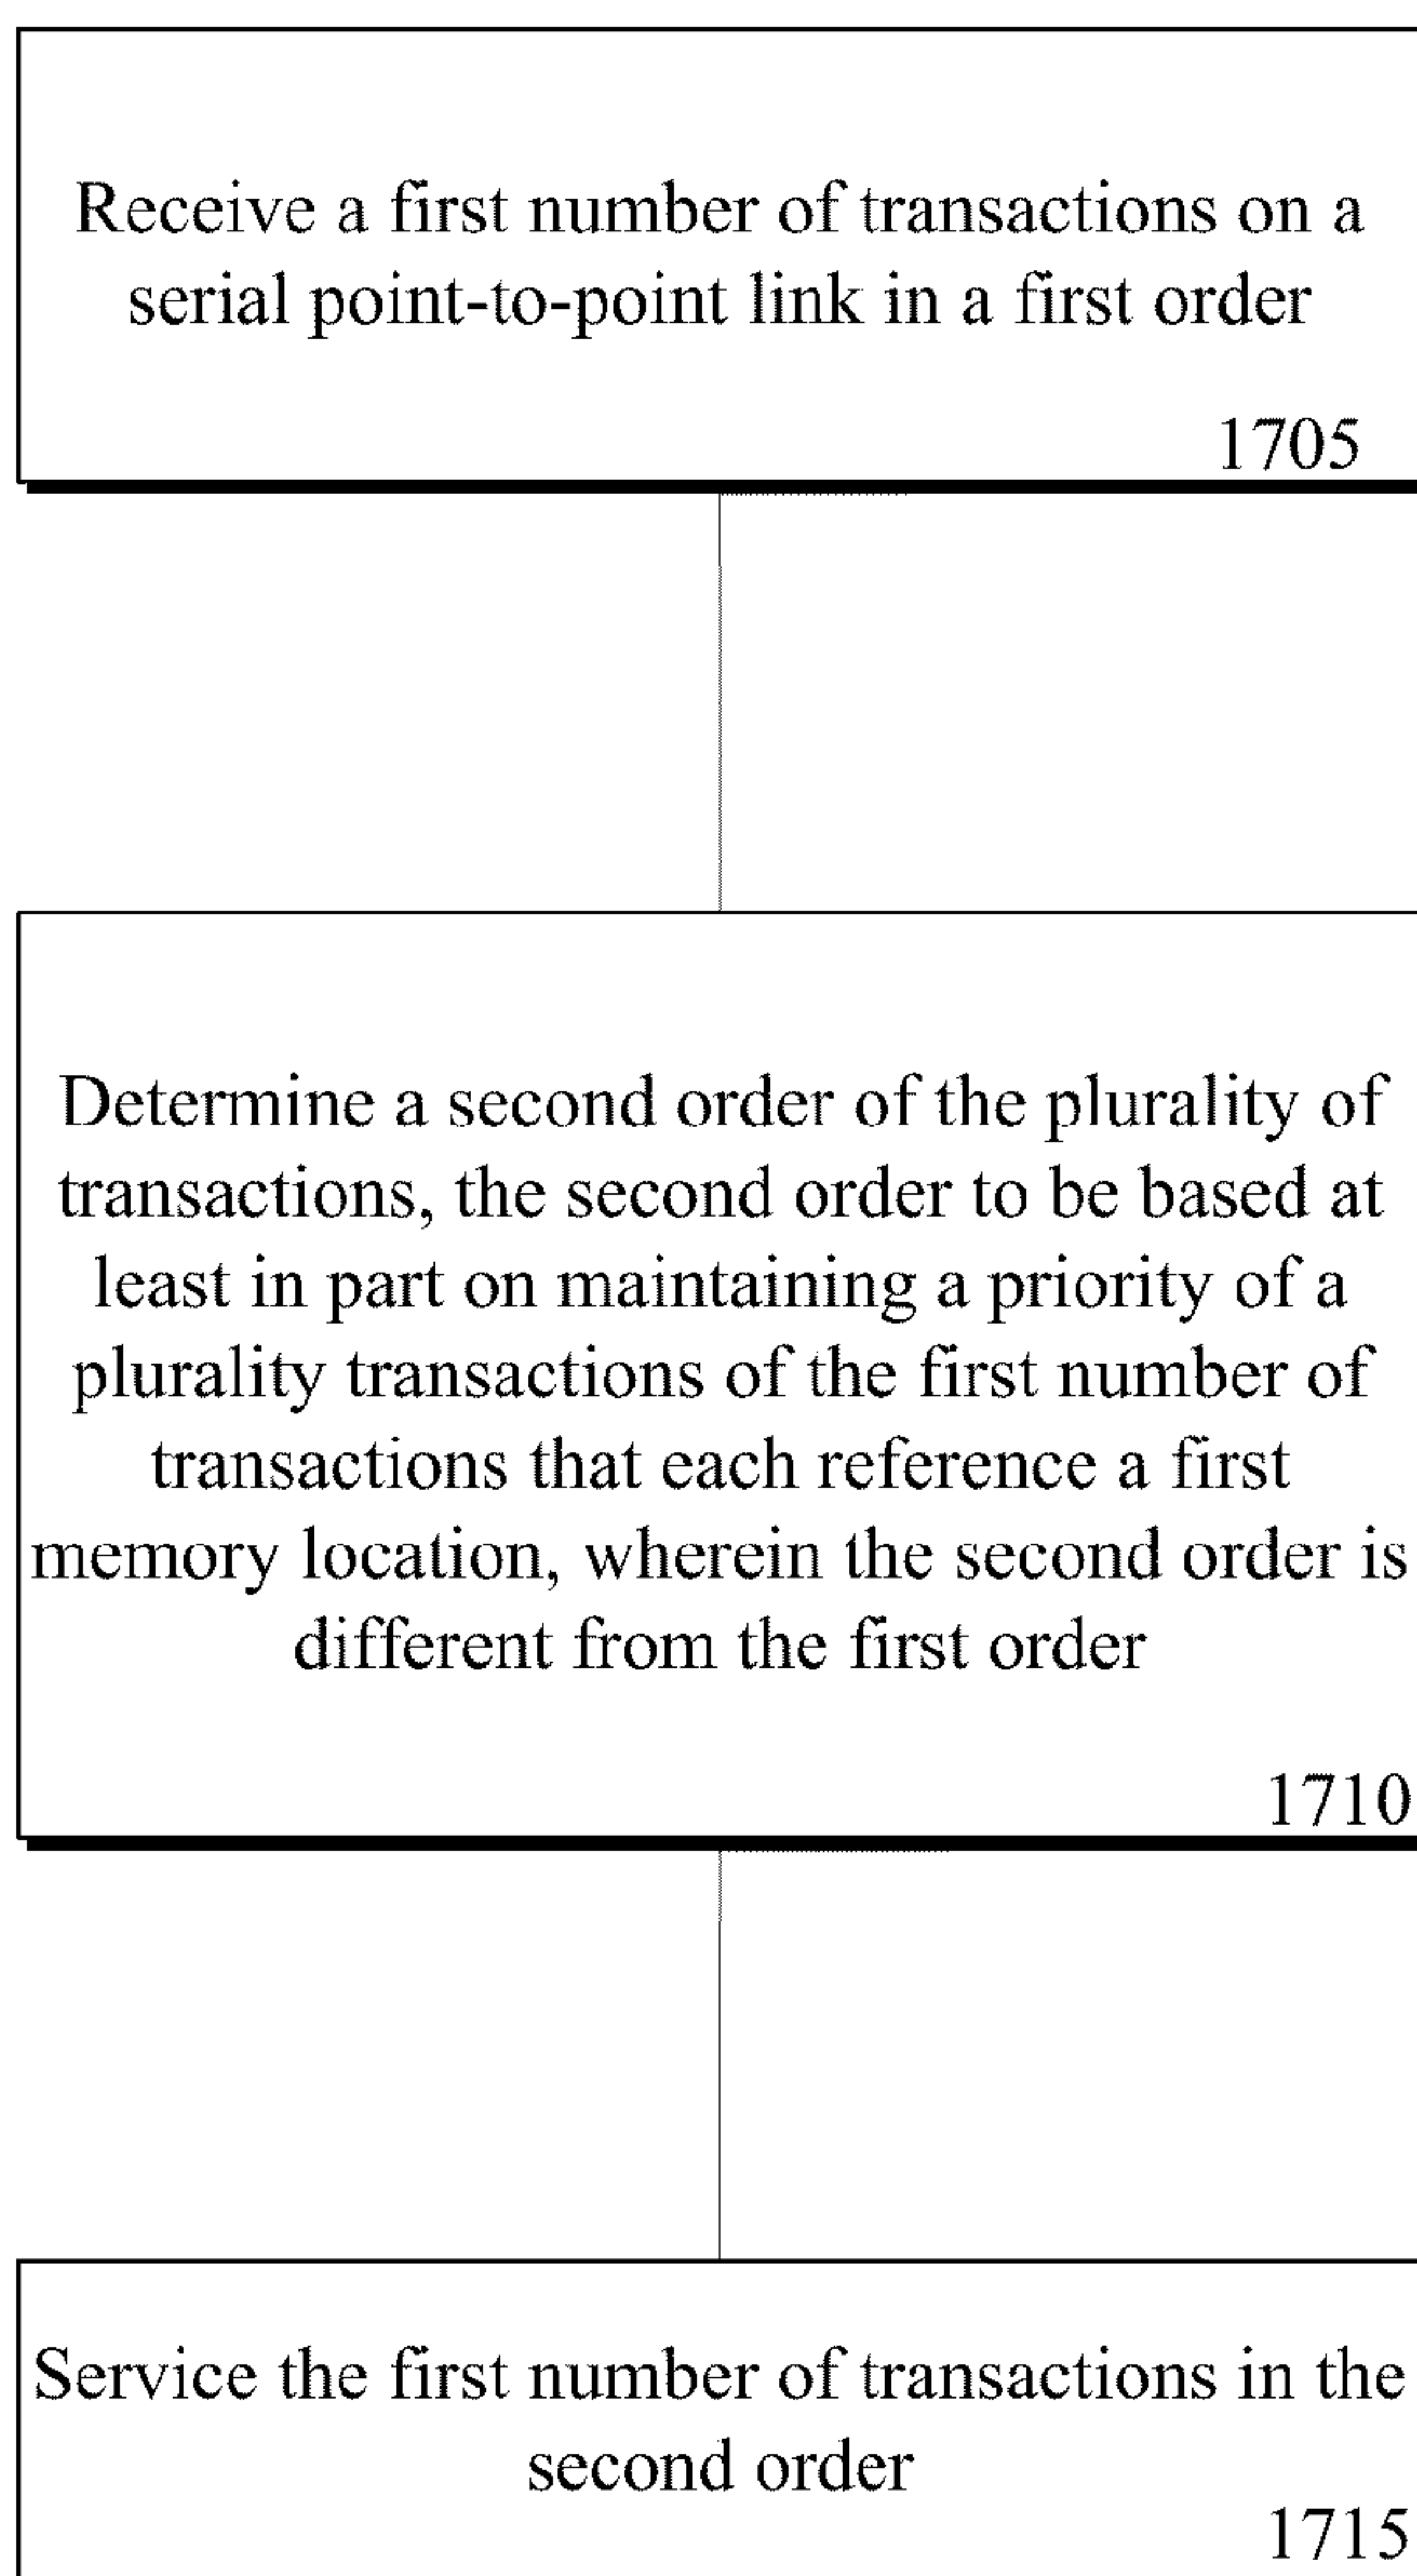 Receive a first number of transactions on a
serial point-to-point link in a first order
1705
Determine a second order of the plurality of
transactions, the second order to be based at
least in part on maintaining a priority of a
plurality transactions of the first number of
transactions that each reference a first
memory location, wherein the second order is
different from the first order
1710
Service the first number of transactions in the
second order
1715